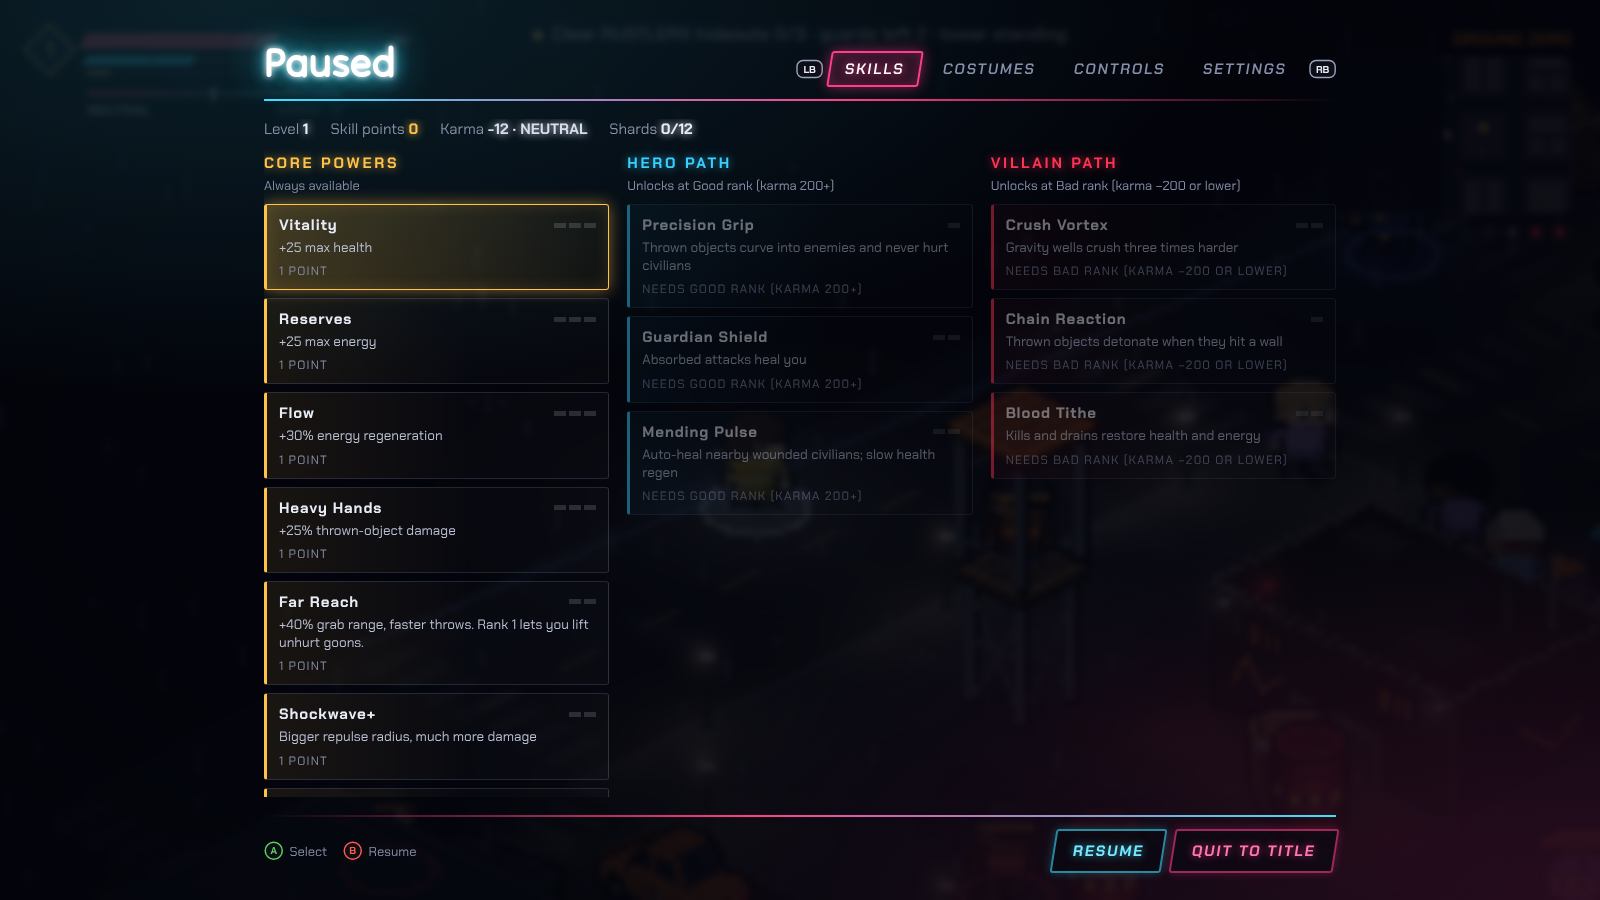 Paused
LB SKILLS COSTUMES CONTROLS SETTINGS RB
Level 1 Skill points 0 Karma -12 · NEUTRAL Shards 0/12
CORE POWERS
Always available
Vitality
+25 max health
1 POINT
Reserves
+25 max energy
1 POINT
Flow
+30% energy regeneration
1 POINT
Heavy Hands
+25% thrown-object damage
1 POINT
Far Reach
+40% grab range, faster throws. Rank 1 lets you lift
unhurt goons.
1 POINT
Shockwave+
Bigger repulse radius, much more damage
1 POINT
HERO PATH
Unlocks at Good rank (karma 200+)
Precision Grip
Thrown objects curve into enemies and never hurt
civilians
NEEDS GOOD RANK (KARMA 200+)
Guardian Shield
Absorbed attacks heal you
NEEDS GOOD RANK (KARMA 200+)
Mending Pulse
Auto-heal nearby wounded civilians; slow health
regen
NEEDS GOOD RANK (KARMA 200+)
VILLAIN PATH
Unlocks at Bad rank (karma −200 or lower)
Crush Vortex
Gravity wells crush three times harder
NEEDS BAD RANK (KARMA −200 OR LOWER)
Chain Reaction
Thrown objects detonate when they hit a wall
NEEDS BAD RANK (KARMA −200 OR LOWER)
Blood Tithe
Kills and drains restore health and energy
NEEDS BAD RANK (KARMA −200 OR LOWER)
A Select B Resume
RESUME QUIT TO TITLE